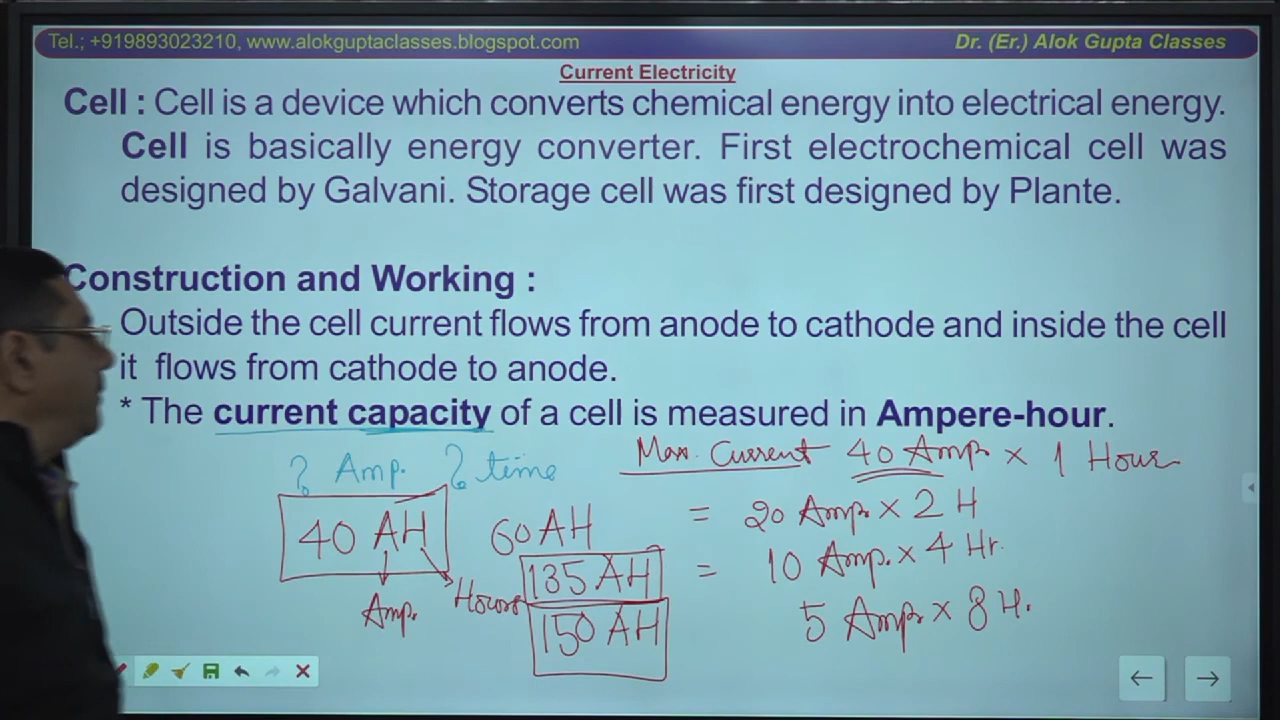 Tel.; +919893023210, www.alokguptaclasses.blogspot.com Dr. (Er.) Alok Gupta Classes
Current Electricity
Cell : Cell is a device which converts chemical energy into electrical energy.
Cell is basically energy converter. First electrochemical cell was
designed by Galvani. Storage cell was first designed by Plante.
Construction and Working :
Outside the cell current flows from anode to cathode and inside the cell
it flows from cathode to anode.
* The current capacity of a cell is measured in Ampere-hour.
? Amp. ? time
Max. Current 40 Amp × 1 Hour
40 AH
60 AH
= 20 Amp. × 2 H
135 AH
= 10 Amp. × 4 Hr.
Amp.
Hours
150 AH
5 Amp × 8 H.